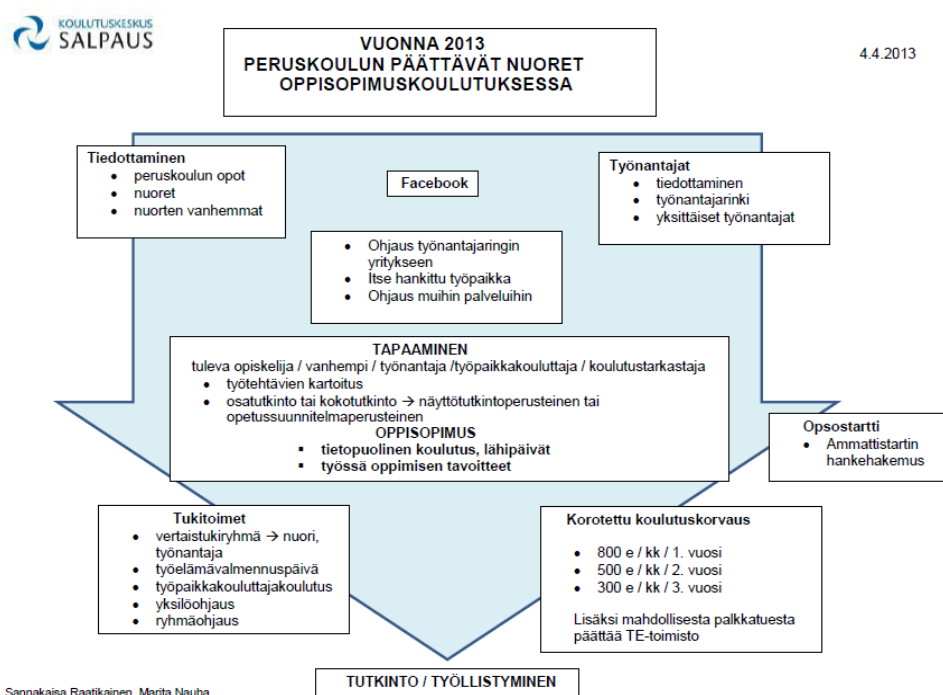 KOULUTUSKESKUS
SALPAUS
VUONNA 2013
PERUSKOULUN PÄÄTTÄVÄT NUORET
OPPISOPIMUSKOULUTUKSESSA
4.4.2013
Tiedottaminen
• peruskoulun opot
• nuoret
• nuorten vanhemmat
Facebook
Työnantajat
• tiedottaminen
• työnantajarinki
• yksittäiset työnantajat
• Ohjaus työnantajaringin
yritykseen
• Itse hankittu työpaikka
• Ohjaus muihin palveluihin
TAPAAMINEN
tuleva opiskelija / vanhempi / työnantaja /työpaikkakouluttaja / koulutustarkastaja
• työtehtävien kartoitus
• osatutkinto tai kokotutkinto → näyttötutkintoperusteinen tai
opetussuunnitelmaperusteinen
OPPISOPIMUS
▪ tietopuolinen koulutus, lähipäivät
▪ työssä oppimisen tavoitteet
Opsostartti
• Ammattistartin
hankehakemus
Tukitoimet
• vertaistukiryhmä → nuori,
työnantaja
• työelämävalmennuspäivä
• työpaikkakouluttajakoulutus
• yksilöohjaus
• ryhmäohjaus
Korotettu koulutuskorvaus
• 800 e / kk / 1. vuosi
• 500 e / kk / 2. vuosi
• 300 e / kk / 3. vuosi
Lisäksi mahdollisesta palkkatuesta
päättää TE-toimisto
TUTKINTO / TYÖLLISTYMINEN
Sannakaisa Raatikainen, Marita Nauha